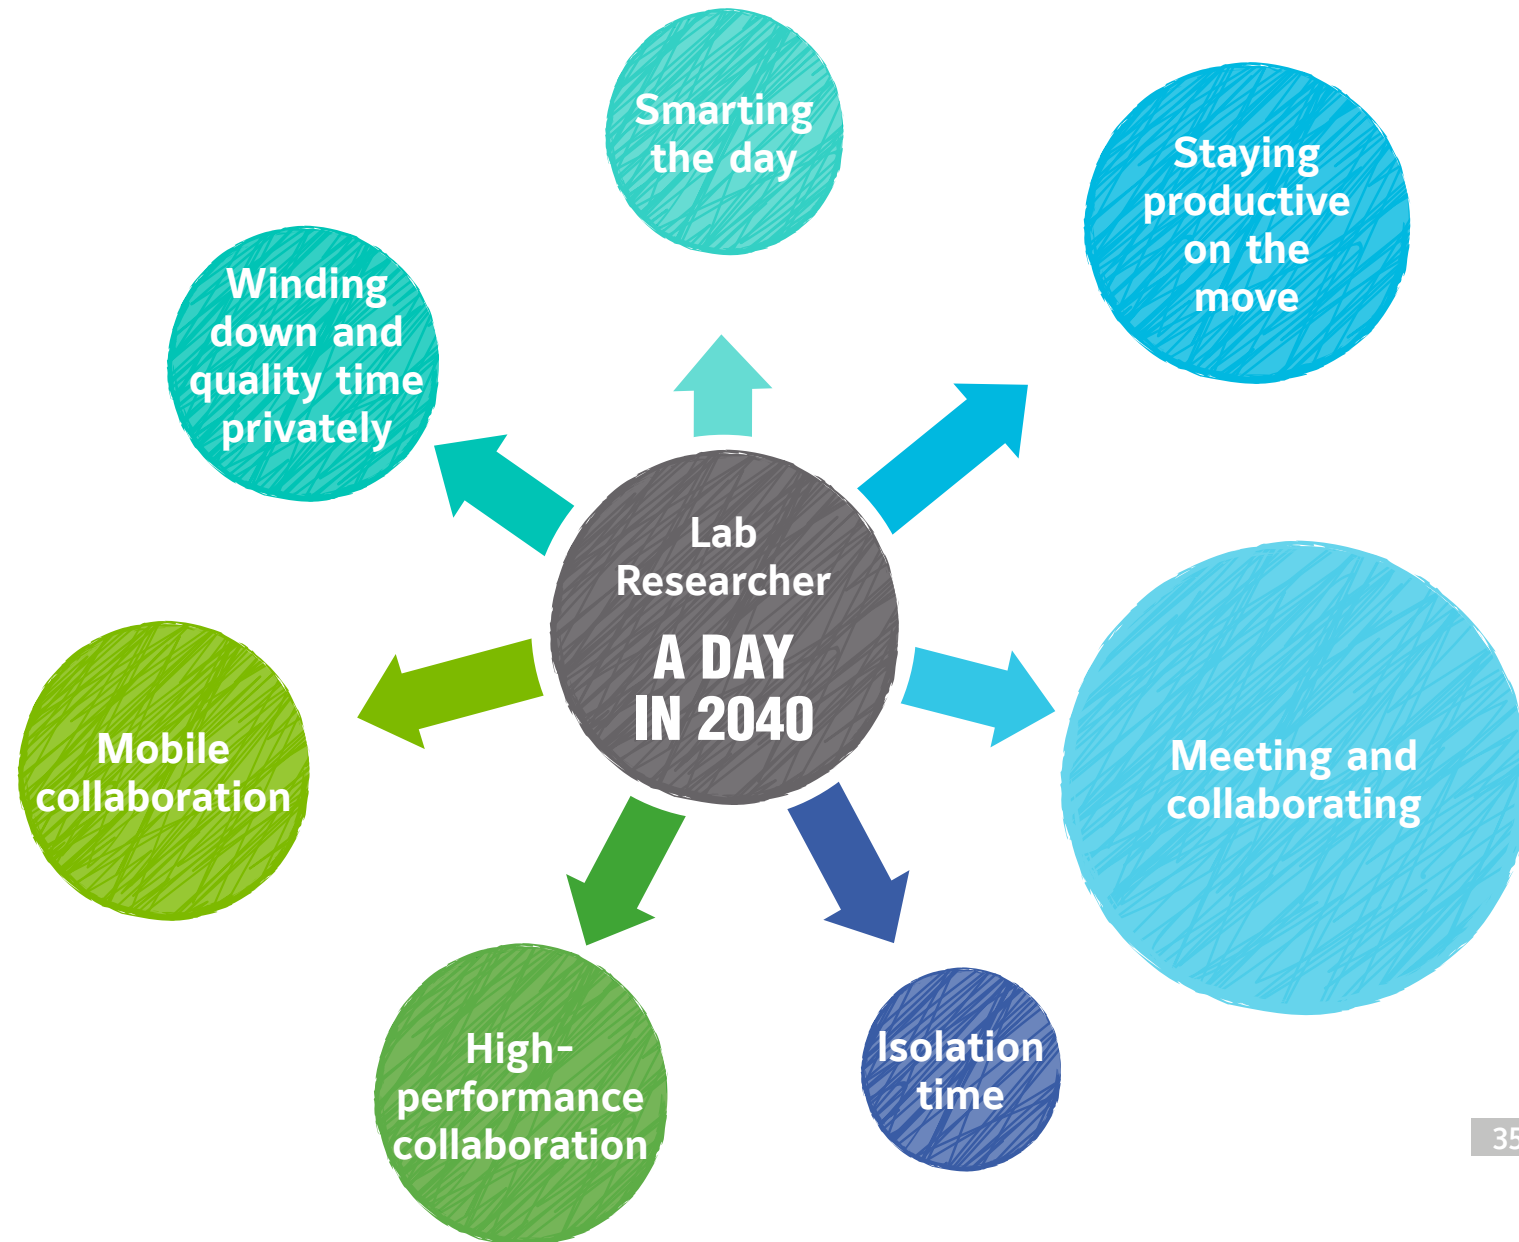 Smarting
the day
Staying
productive
on the
move
Winding
down and
quality time
privately
Lab
Researcher
A DAY
IN 2040
Meeting and
collaborating
Mobile
collaboration
High-
performance
collaboration
Isolation
time
35